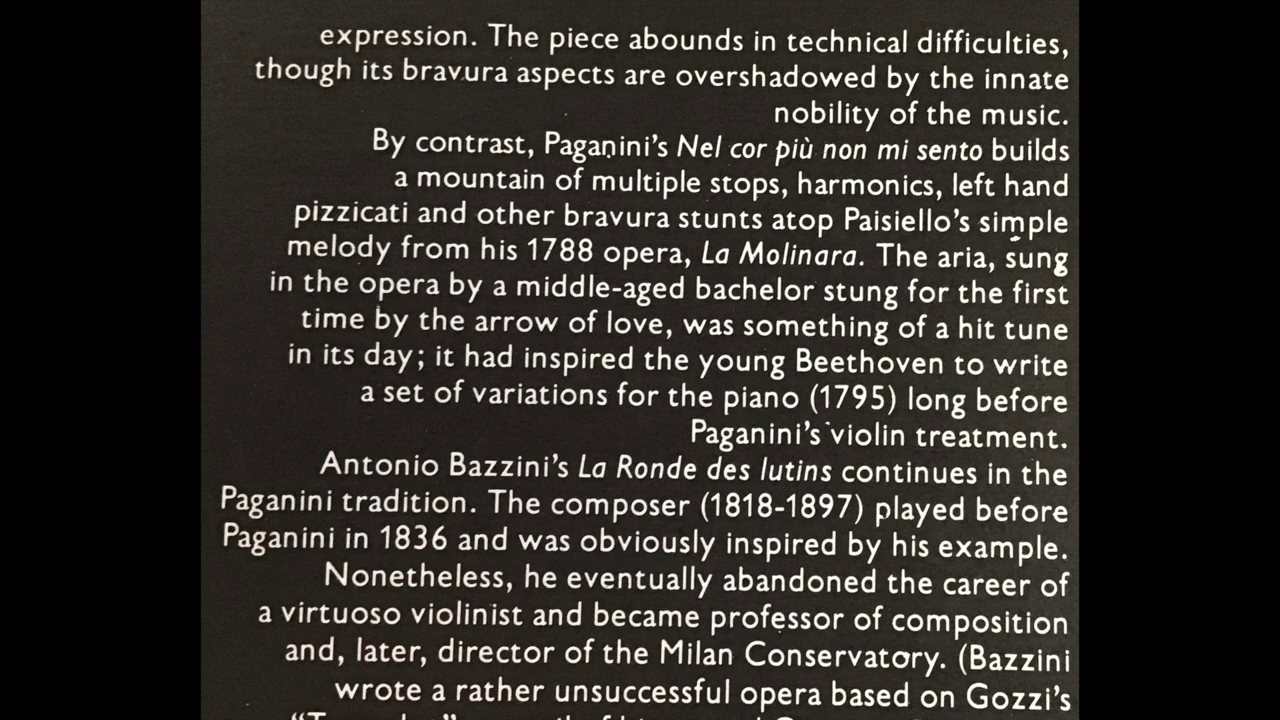 expression. The piece abounds in technical difficulties,
though its bravura aspects are overshadowed by the innate
nobility of the music.
By contrast, Paganini's Nel cor più non mi sento builds
a mountain of multiple stops, harmonics, left hand
pizzicati and other bravura stunts atop Paisiello's simple
melody from his 1788 opera, La Molinara. The aria, sung
in the opera by a middle-aged bachelor stung for the first
time by the arrow of love, was something of a hit tune
in its day; it had inspired the young Beethoven to write
a set of variations for the piano (1795) long before
Paganini's violin treatment.
Antonio Bazzini's La Ronde des lutins continues in the
Paganini tradition. The composer (1818-1897) played before
Paganini in 1836 and was obviously inspired by his example.
Nonetheless, he eventually abandoned the career of
a virtuoso violinist and became professor of composition
and, later, director of the Milan Conservatory. (Bazzini
wrote a rather unsuccessful opera based on Gozzi's